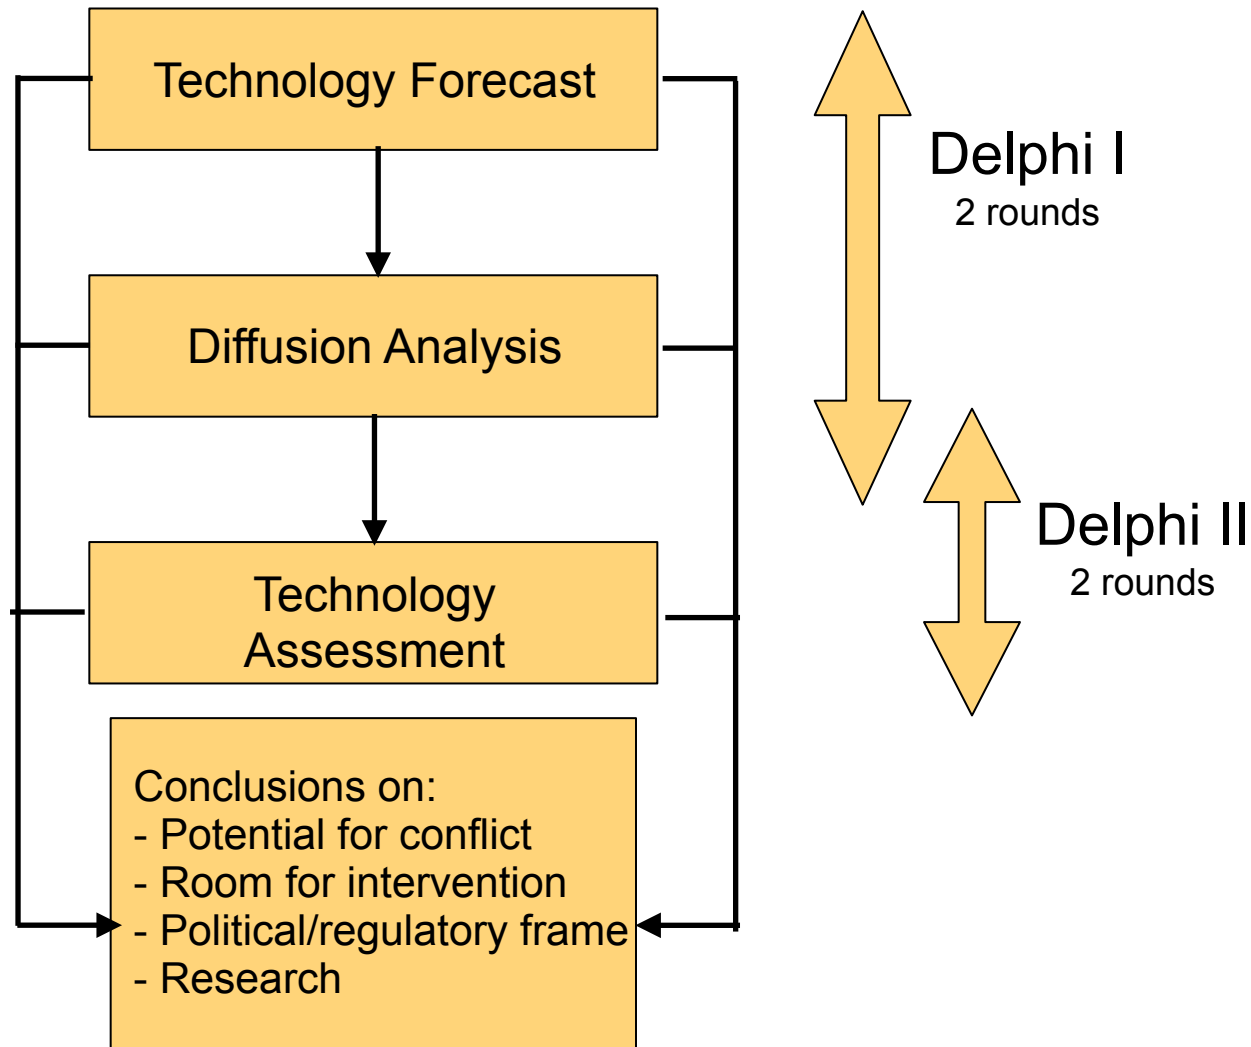 Technology Forecast
Delphi I
2 rounds
Diffusion Analysis
Delphi II
2 rounds
Technology
Assessment
Conclusions on:
- Potential for conflict
- Room for intervention
- Political/regulatory frame
- Research